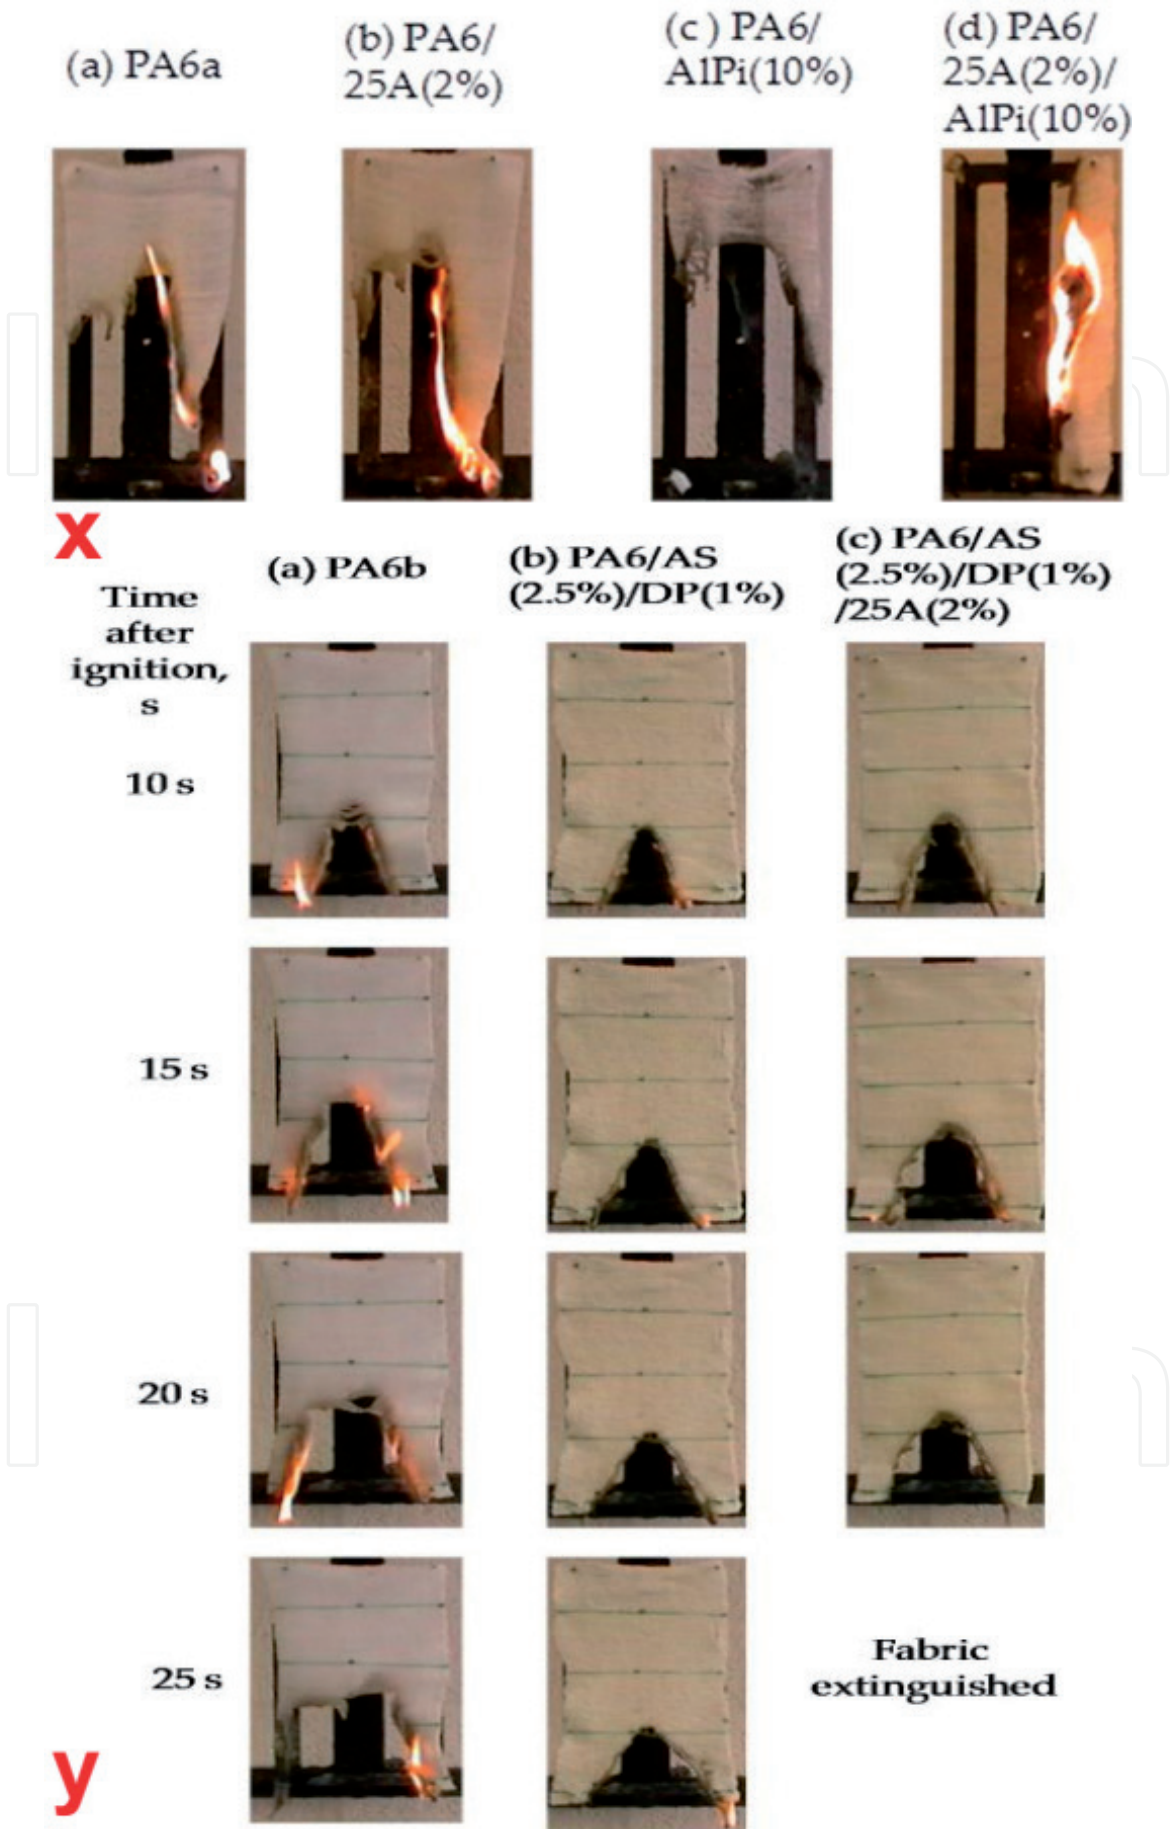 (a) PA6a
(b) PA6/
25A(2%)
(c ) PA6/
AlPi(10%)
(d) PA6/
25A(2%)/
AlPi(10%)
x
Time
after
ignition,
s
(a) PA6b
(b) PA6/AS
(2.5%)/DP(1%)
(c) PA6/AS
(2.5%)/DP(1%)
/25A(2%)
10 s
15 s
20 s
25 s
Fabric
extinguished
y